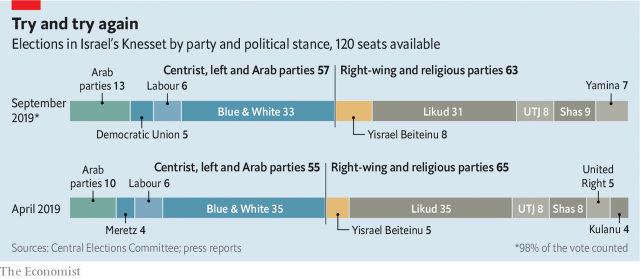 Try and try again
Elections in Israel's Knesset by party and political stance, 120 seats available
Arab parties 13
Labour 6
Centrist, left and Arab parties 57
Right-wing and religious parties 63
Yamina 7
September 2019*
Blue & White 33
Likud 31
UTJ 8
Shas 9
Democratic Union 5
Yisrael Beiteinu 8
Arab parties 10
Labour 6
Centrist, left and Arab parties 55
Right-wing and religious parties 65
United Right 5
April 2019
Blue & White 35
Likud 35
UTJ 8
Shas 8
Meretz 4
Yisrael Beiteinu 5
Kulanu 4
Sources: Central Elections Committee; press reports
*98% of the vote counted
The Economist